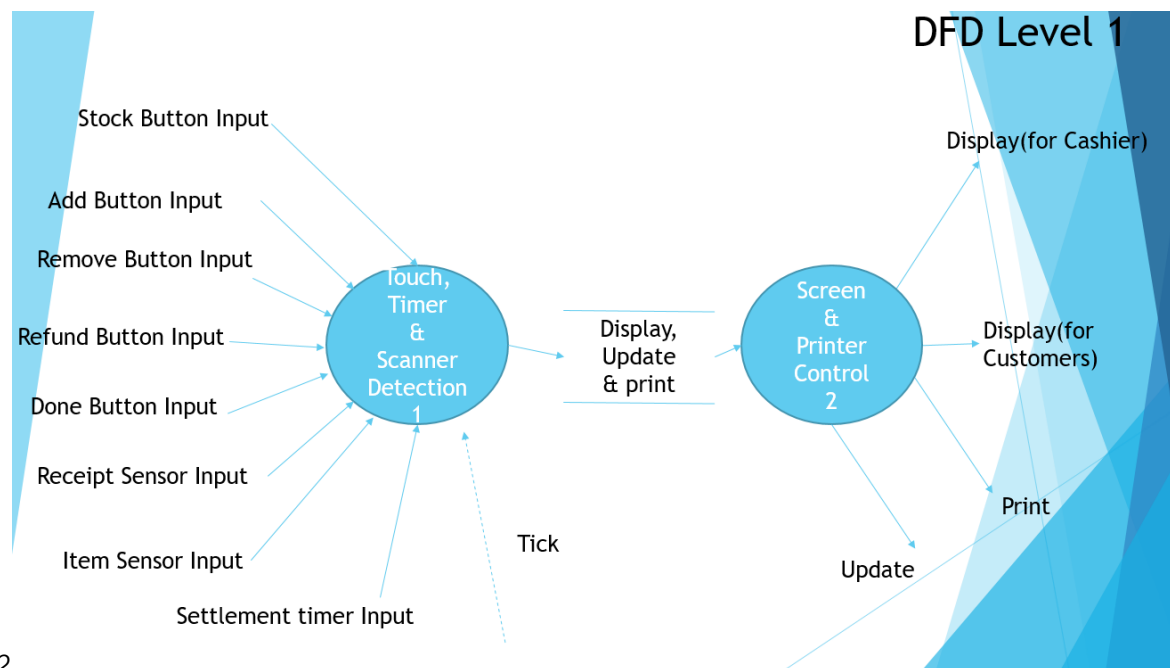 DFD Level 1
Stock Button Input
Display(for Cashier)
Add Button Input
Remove Button Input
Touch,
Timer
&
Scanner
Detection
1
Screen
&
Printer
Control
2
Refund Button Input
Display,
Update
& print
Display(for
Customers)
Done Button Input
Receipt Sensor Input
Print
Tick
Item Sensor Input
Update
Settlement timer Input
2